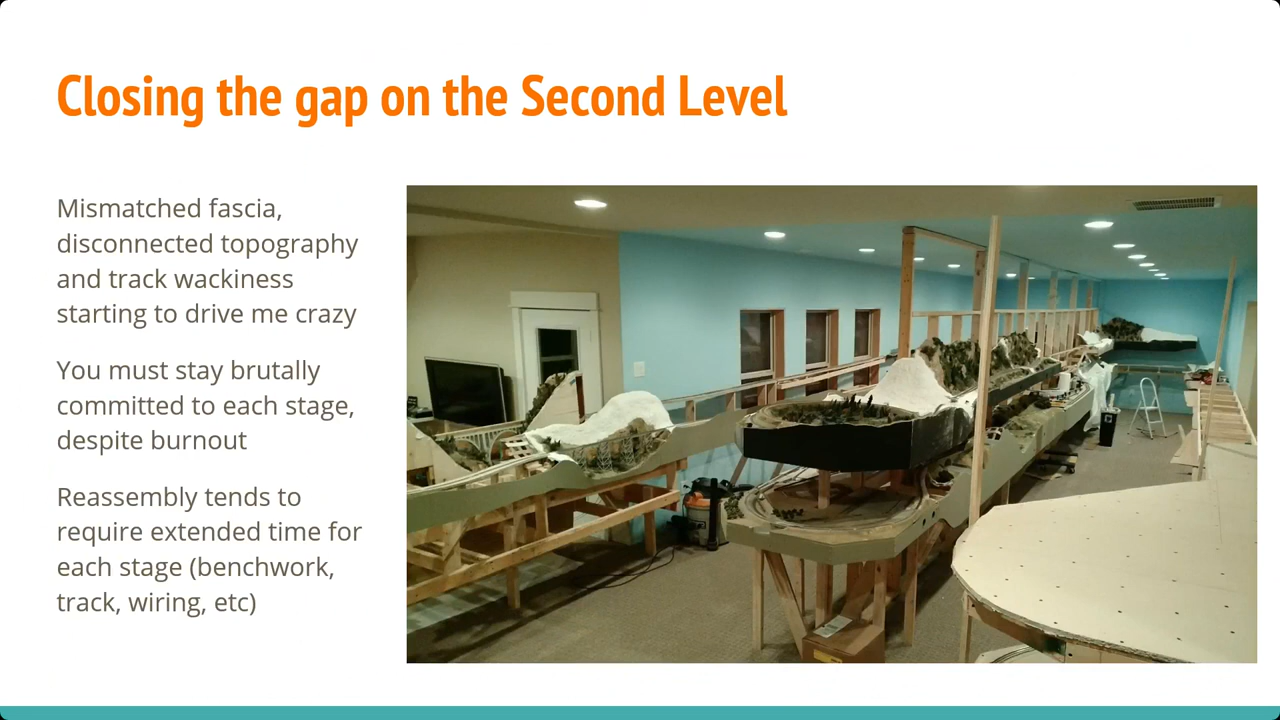 Closing the gap on the Second Level
Mismatched fascia,
disconnected topography
and track wackiness
starting to drive me crazy
You must stay brutally
committed to each stage,
despite burnout
Reassembly tends to
require extended time for
each stage (benchwork,
track, wiring, etc)